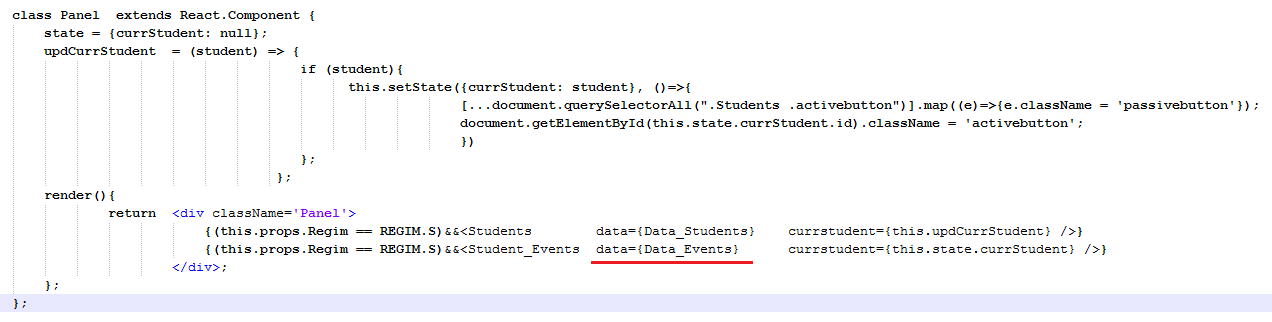 class Panel  extends React.Component {
    state = {currStudent: null};
    updCurrStudent  = (student) => {
                                    if (student){
                                          this.setState({currStudent: student}, ()=>{
                                                        [...document.querySelectorAll(".Students .activebutton")].map((e)=>{e.className = 'passivebutton'});
                                                        document.getElementById(this.state.currStudent.id).className = 'activebutton';
                                                        })
                                    };
                                 };
    render(){
            return  <div className='Panel'>
                        {(this.props.Regim == REGIM.S)&&<Students        data={Data_Students}    currstudent={this.updCurrStudent} />}
                        {(this.props.Regim == REGIM.S)&&<Student_Events  data={Data_Events}      currstudent={this.state.currStudent} />}
                    </div>;
    };
};